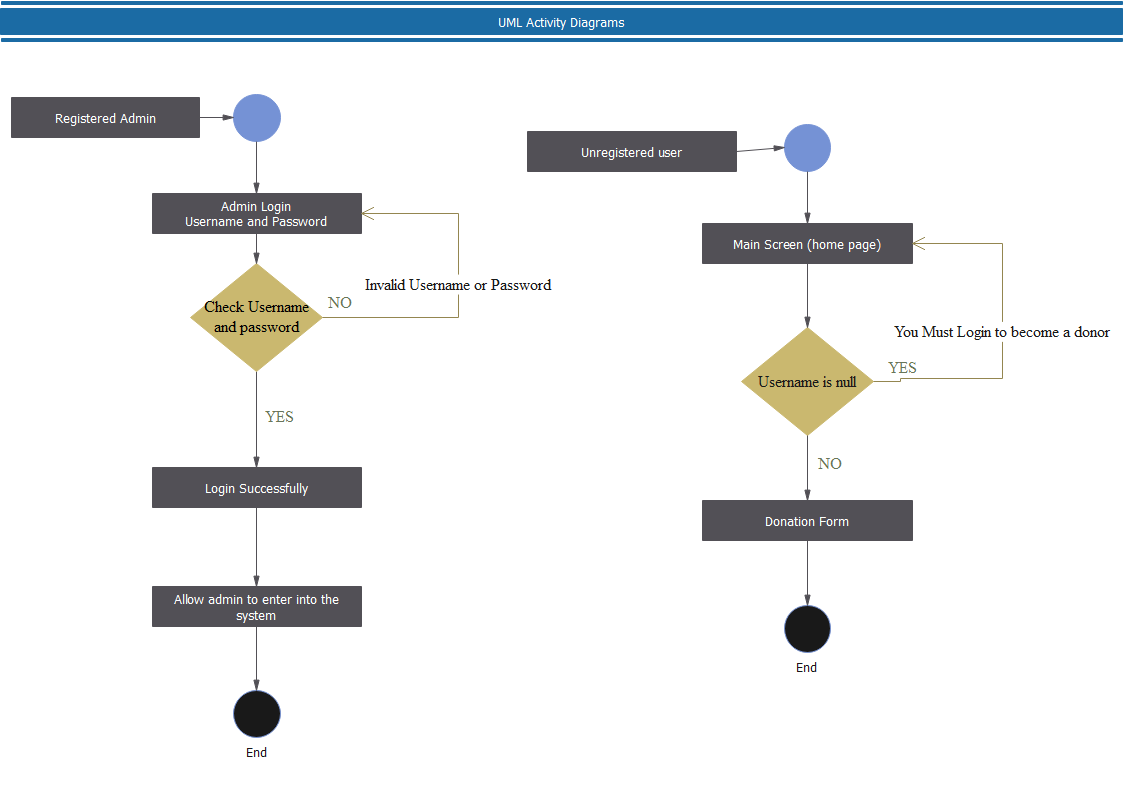 UML Activity Diagrams
Registered Admin
Admin Login
Username and Password
Invalid Username or Password
Check Username
and password
NO
YES
Login Successfully
Allow admin to enter into the
system
End
Unregistered user
Main Screen (home page)
You Must Login to become a donor
Username is null
YES
NO
Donation Form
End